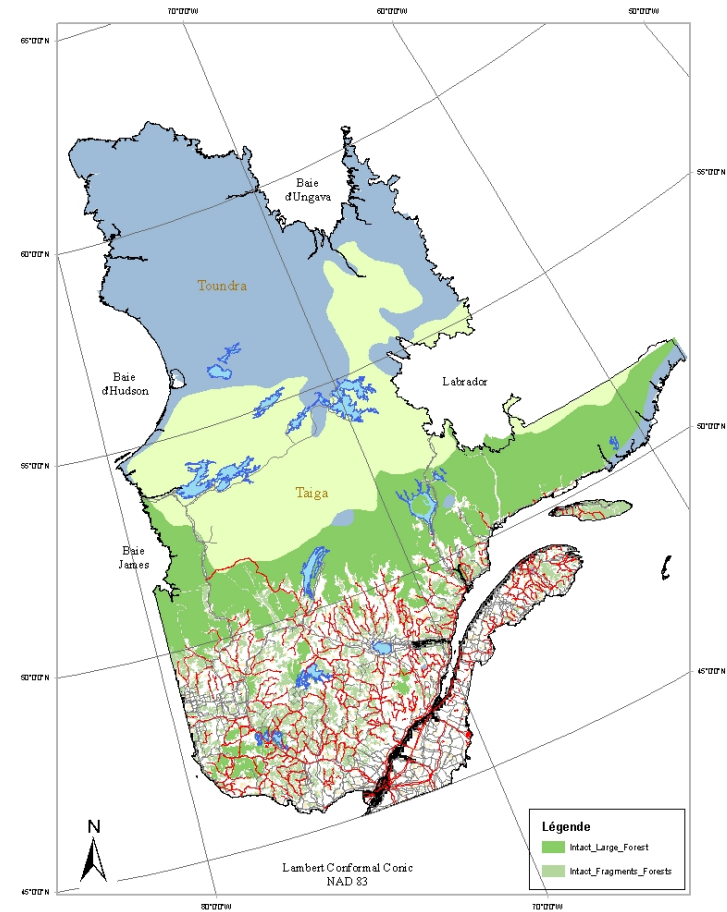 70°0'0"W
60°0'0"W
50°0'0"W
65°0'0"N
55°0'0"N
Baie
d'Ungava
60°0'0"N
Toundra
Baie
d'Hudson
Labrador
50°0'0"N
55°0'0"N
Taiga
Baie
James
50°0'0"N
45°0'0"N
N
Légende
Intact_Large_Forest
Intact_Fragments_Forests
Lambert Conformal Conic
NAD 83
45°0'0"N
80°0'0"W
70°0'0"W